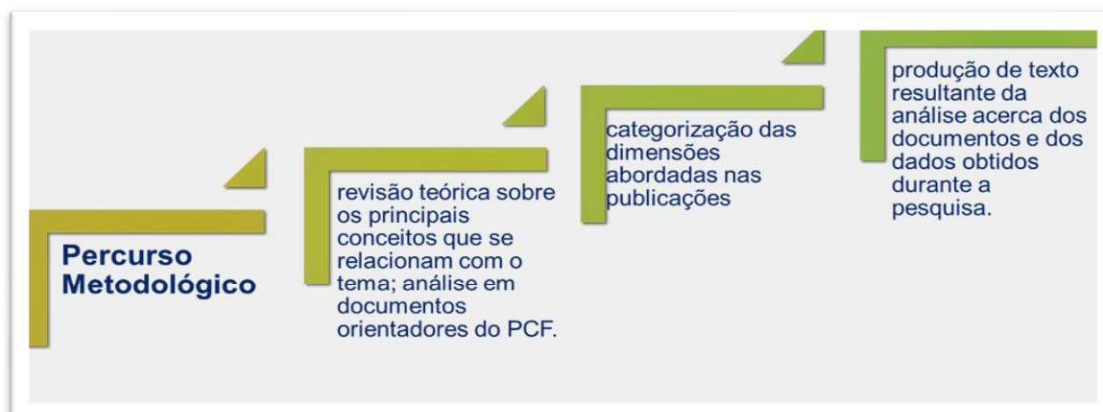 Percurso
Metodológico
revisão teórica sobre
os principais
conceitos que se
relacionam com o
tema; análise em
documentos
orientadores do PCF.
categorização das
dimensões
abordadas nas
publicações
produção de texto
resultante da
análise acerca dos
documentos e dos
dados obtidos
durante a
pesquisa.